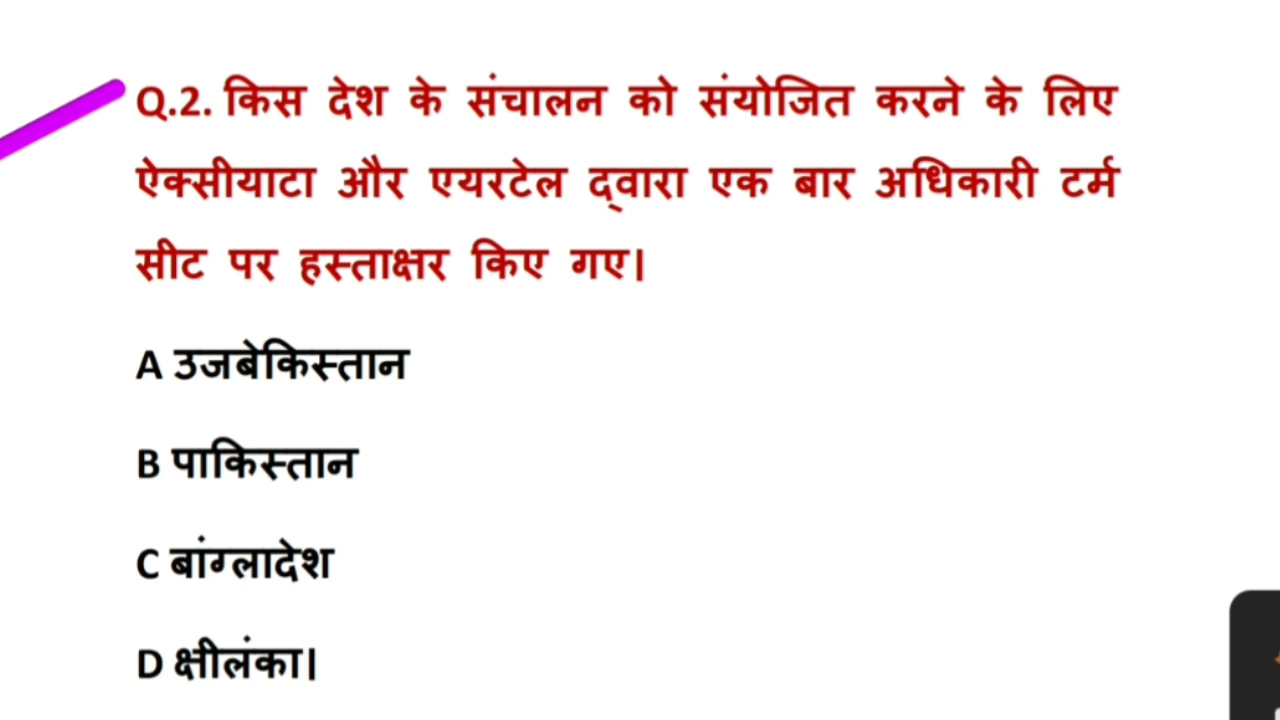 Q.2. किस देश के संचालन को संयोजित करने के लिए
ऐक्सीयाटा और एयरटेल द्वारा एक बार अधिकारी टर्म
सीट पर हस्ताक्षर किए गए।
A उजबेकिस्तान
B पाकिस्तान
C बांग्लादेश
D क्षीलंका।